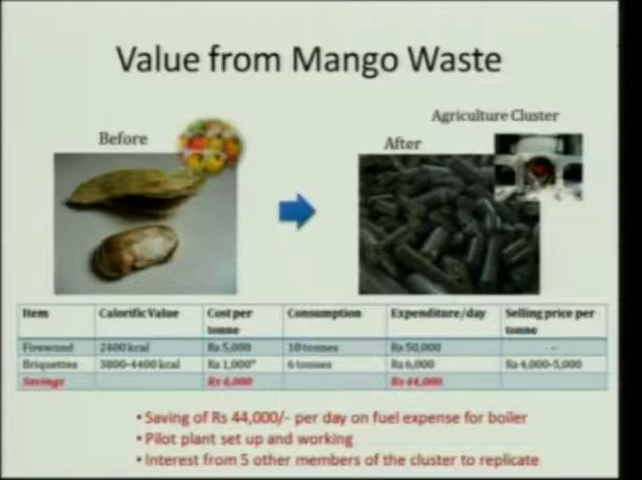 Value from Mango Waste
Agriculture Cluster
Before
After
Item Calorific Value Cost per tonne Consumption Expenditure/day Selling price per tonne
Firewood 2400 kcal Rs 5,000 10 tonnes Rs 50,000 -
Briquettes 3800-4400 kcal Rs 1,000* 6 tonnes Rs 6,000 Rs 4,000-5,000
Savings Rs 4,000 Rs 44,000
• Saving of Rs 44,000/- per day on fuel expense for boiler
• Pilot plant set up and working
• Interest from 5 other members of the cluster to replicate